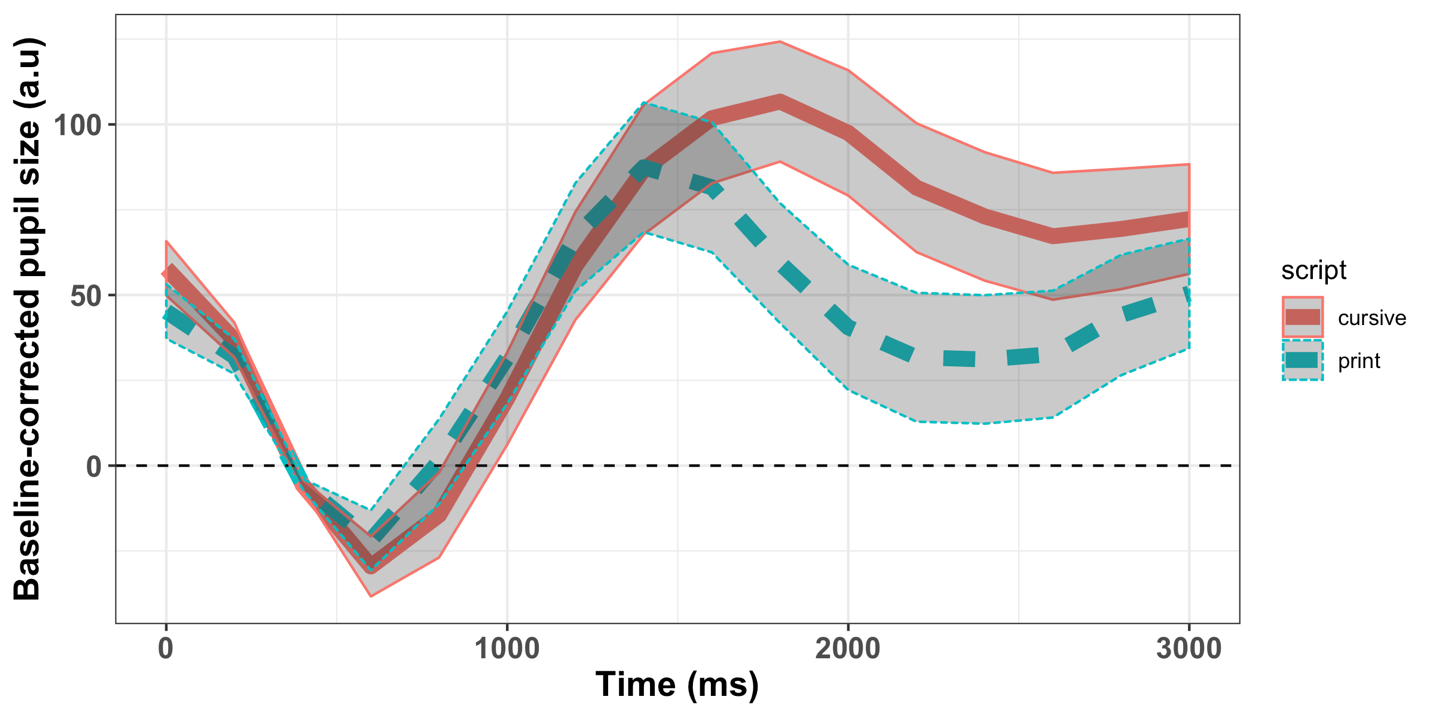 Baseline-corrected pupil size (a.u)
100
50
0
0
1000
2000
3000
Time (ms)
script
cursive
print